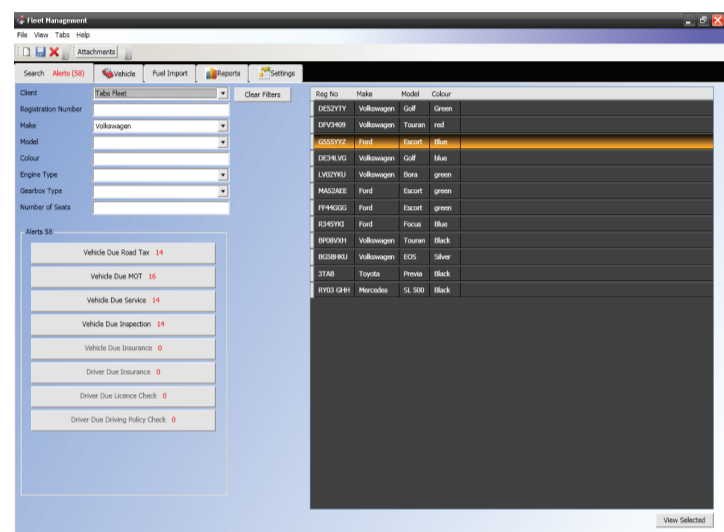 Fleet Management
File View Tabs Help
Attachments
Search Alerts (58) Vehicle Fuel Import Reports Settings
Client Tabs Fleet Clear Filters
Registration Number
Make Volkswagen
Model
Colour
Engine Type
Gearbox Type
Number of Seats
Alerts 58
Vehicle Due Road Tax 14
Vehicle Due MOT 16
Vehicle Due Service 14
Vehicle Due Inspection 14
Vehicle Due Insurance 0
Driver Due Insurance 0
Driver Due Licence Check 0
Driver Due Driving Policy Check 0
Reg No Make Model Colour
DE52YTY Volkswagen Golf Green
DFV3409 Volkswagen Touran red
G555YYZ Ford Escort Blue
DE34LVG Volkswagen Golf blue
LV02YKU Volkswagen Bora green
MA52AEE Ford Escort green
FF44GGG Ford Escort green
R345YKI Ford Focus Blue
BP08VXH Volkswagen Touran Black
BG58HKU Volkswagen EOS Silver
3TAB Toyota Previa Black
RY03 GHH Mercedes SL 500 Black
View Selected